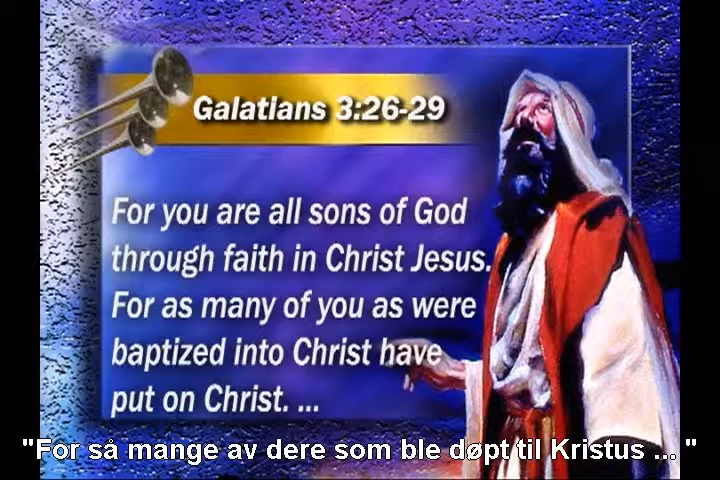 Galatians 3:26-29
For you are all sons of God
through faith in Christ Jesus.
For as many of you as were
baptized into Christ have
put on Christ. ...
"For så mange av dere som ble døpt til Kristus ... "